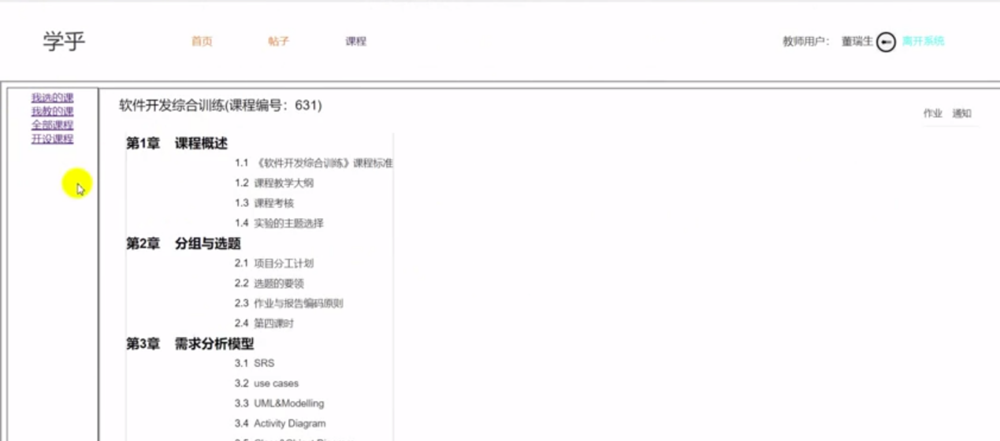 学乎 首页 帖子 课程 教师用户： 董瑞生 离开系统
我选的课
我教的课
全部课程
开设课程
软件开发综合训练(课程编号：631)
作业 通知
第1章 课程概述
1.1 《软件开发综合训练》课程标准
1.2 课程教学大纲
1.3 课程考核
1.4 实验的主题选择
第2章 分组与选题
2.1 项目分工计划
2.2 选题的要领
2.3 作业与报告编码原则
2.4 第四课时
第3章 需求分析模型
3.1 SRS
3.2 use cases
3.3 UML&Modelling
3.4 Activity Diagram